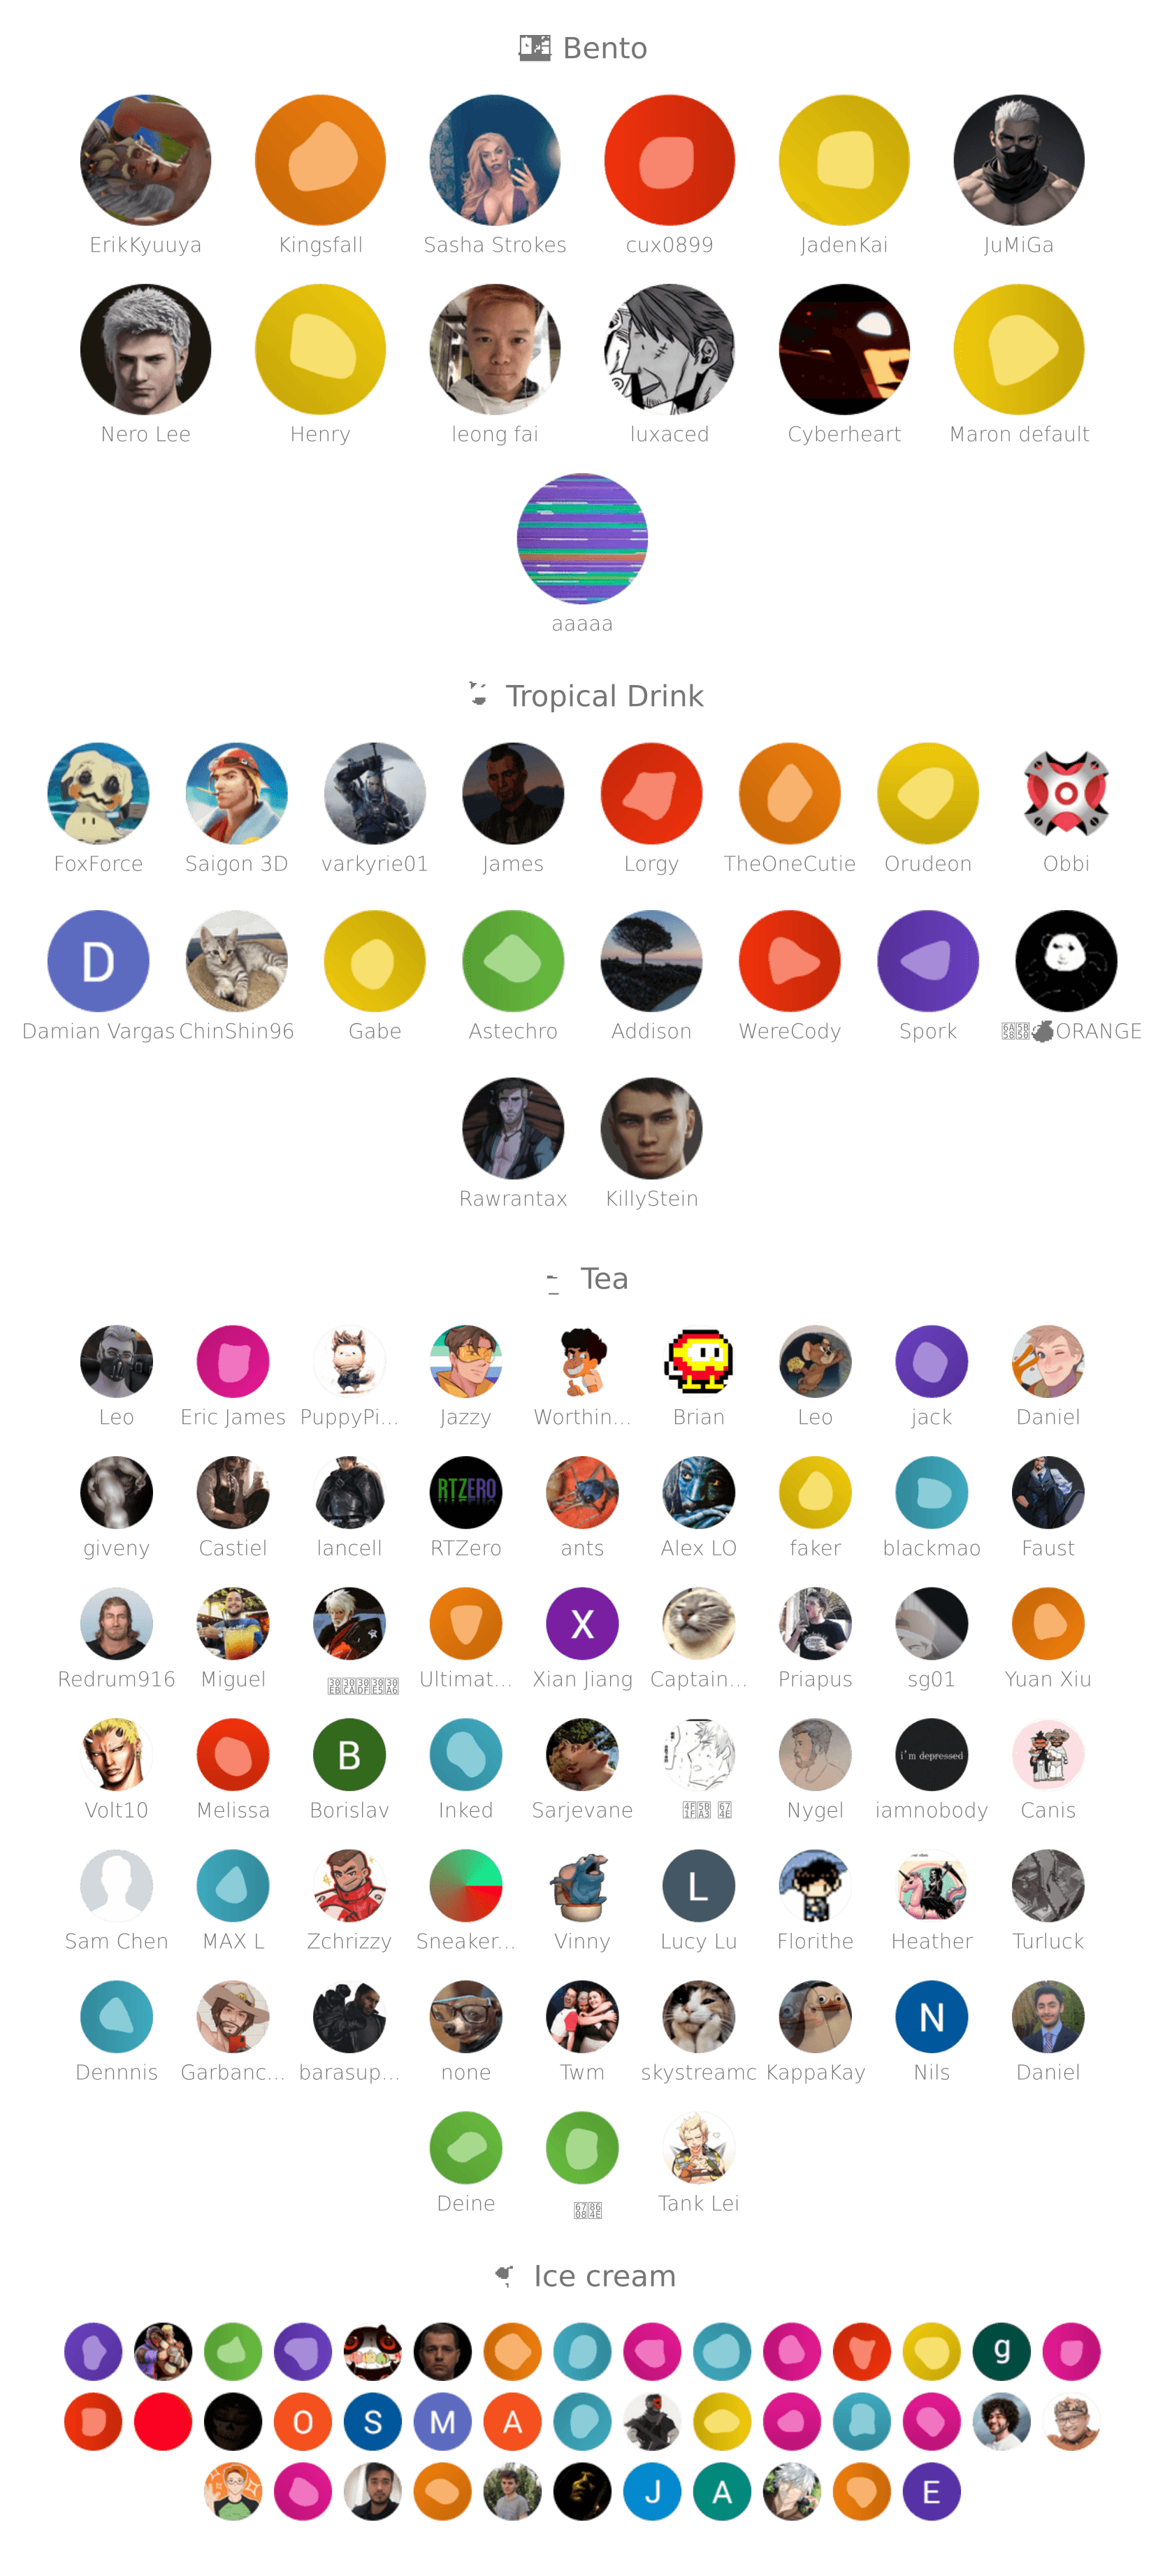 Bento
ErikKyuuya Kingsfall Sasha Strokes cux0899 JadenKai JuMiGa
Nero Lee Henry leong fai luxaced Cyberheart Maron default
aaaaa
Tropical Drink
FoxForce Saigon 3D varkyrie01 James Lorgy TheOneCutie Orudeon Obbi
D
Damian Vargas ChinShin96 Gabe Astechro Addison WereCody Spork ORANGE
Rawrantax KillyStein
Tea
Leo Eric James PuppyPi... Jazzy Worthin... Brian Leo jack Daniel
RTZERO
giveny Castiel lancell RTZero ants Alex LO faker blackmao Faust
X
Redrum916 Miguel Ultimat... Xian Jiang Captain... Priapus sg01 Yuan Xiu
B i'm depressed
Volt10 Melissa Borislav Inked Sarjevane Nygel iamnobody Canis
L
Sam Chen MAX L Zchrizzy Sneaker... Vinny Lucy Lu Florithe Heather Turluck
N
Dennnis Garbanc... barasup... none Twm skystreamc KappaKay Nils Daniel
Deine Tank Lei
Ice cream
g
O S M A
J A E